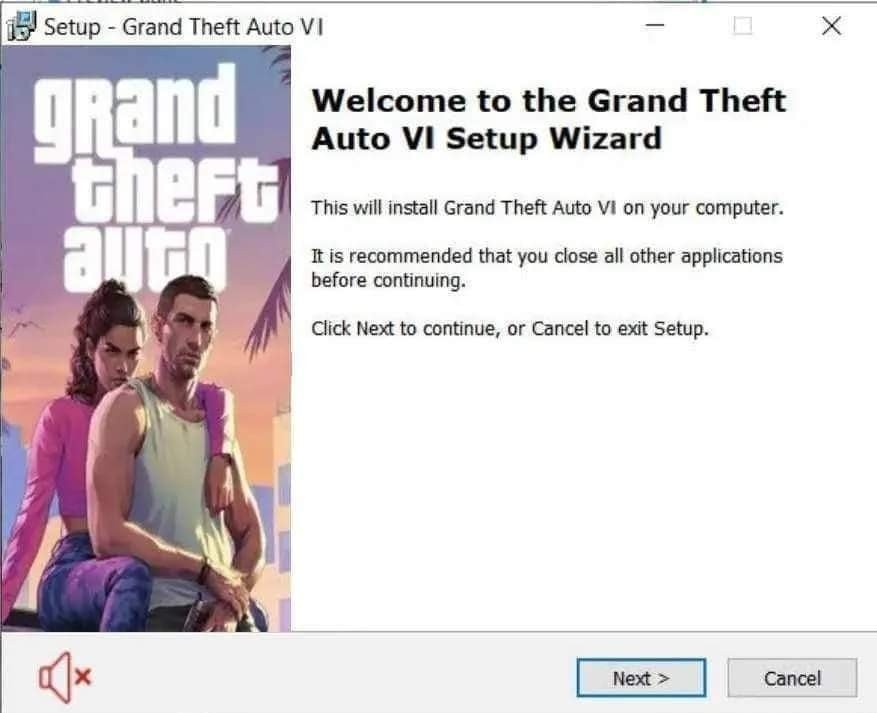 Setup - Grand Theft Auto VI
grand
theft
auto
Welcome to the Grand Theft
Auto VI Setup Wizard
This will install Grand Theft Auto VI on your computer.
It is recommended that you close all other applications
before continuing.
Click Next to continue, or Cancel to exit Setup.
Next >
Cancel